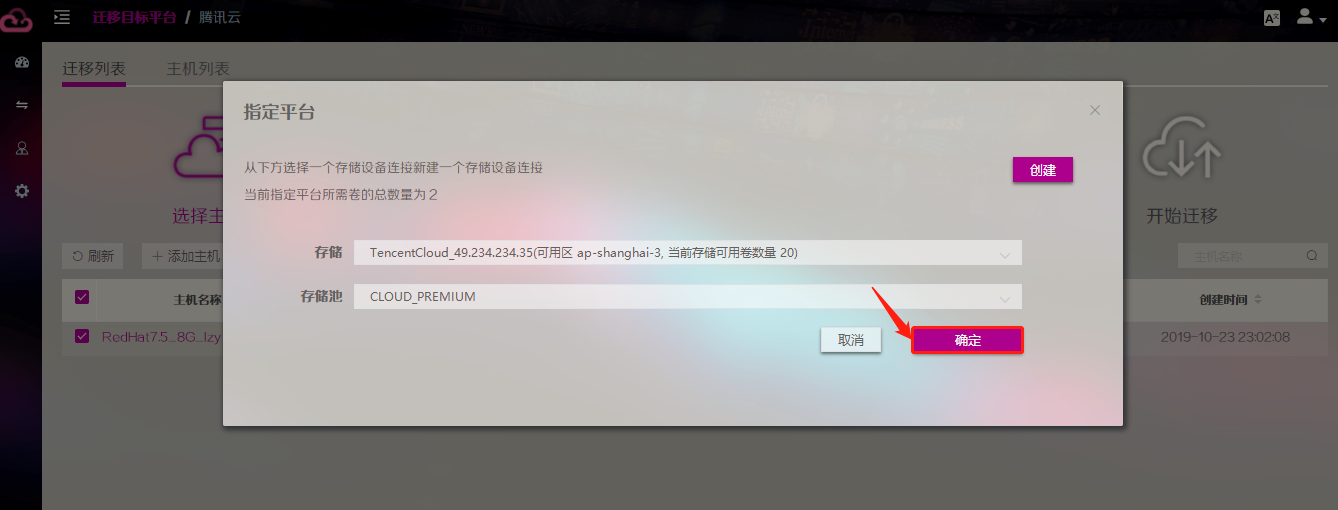 迁移目标平台 / 腾讯云
迁移列表 主机列表
指定平台
从下方选择一个存储设备连接新建一个存储设备连接
创建
当前指定平台所需卷的总数量为 2
选择主
开始迁移
存储 TencentCloud_49.234.234.35(可用区 ap-shanghai-3, 当前存储可用卷数量 20)
刷新 添加主机
主机名称
存储池 CLOUD_PREMIUM
主机名称
创建时间
取消 确定
RedHat7.5_8G_lzy
2019-10-23 23:02:08